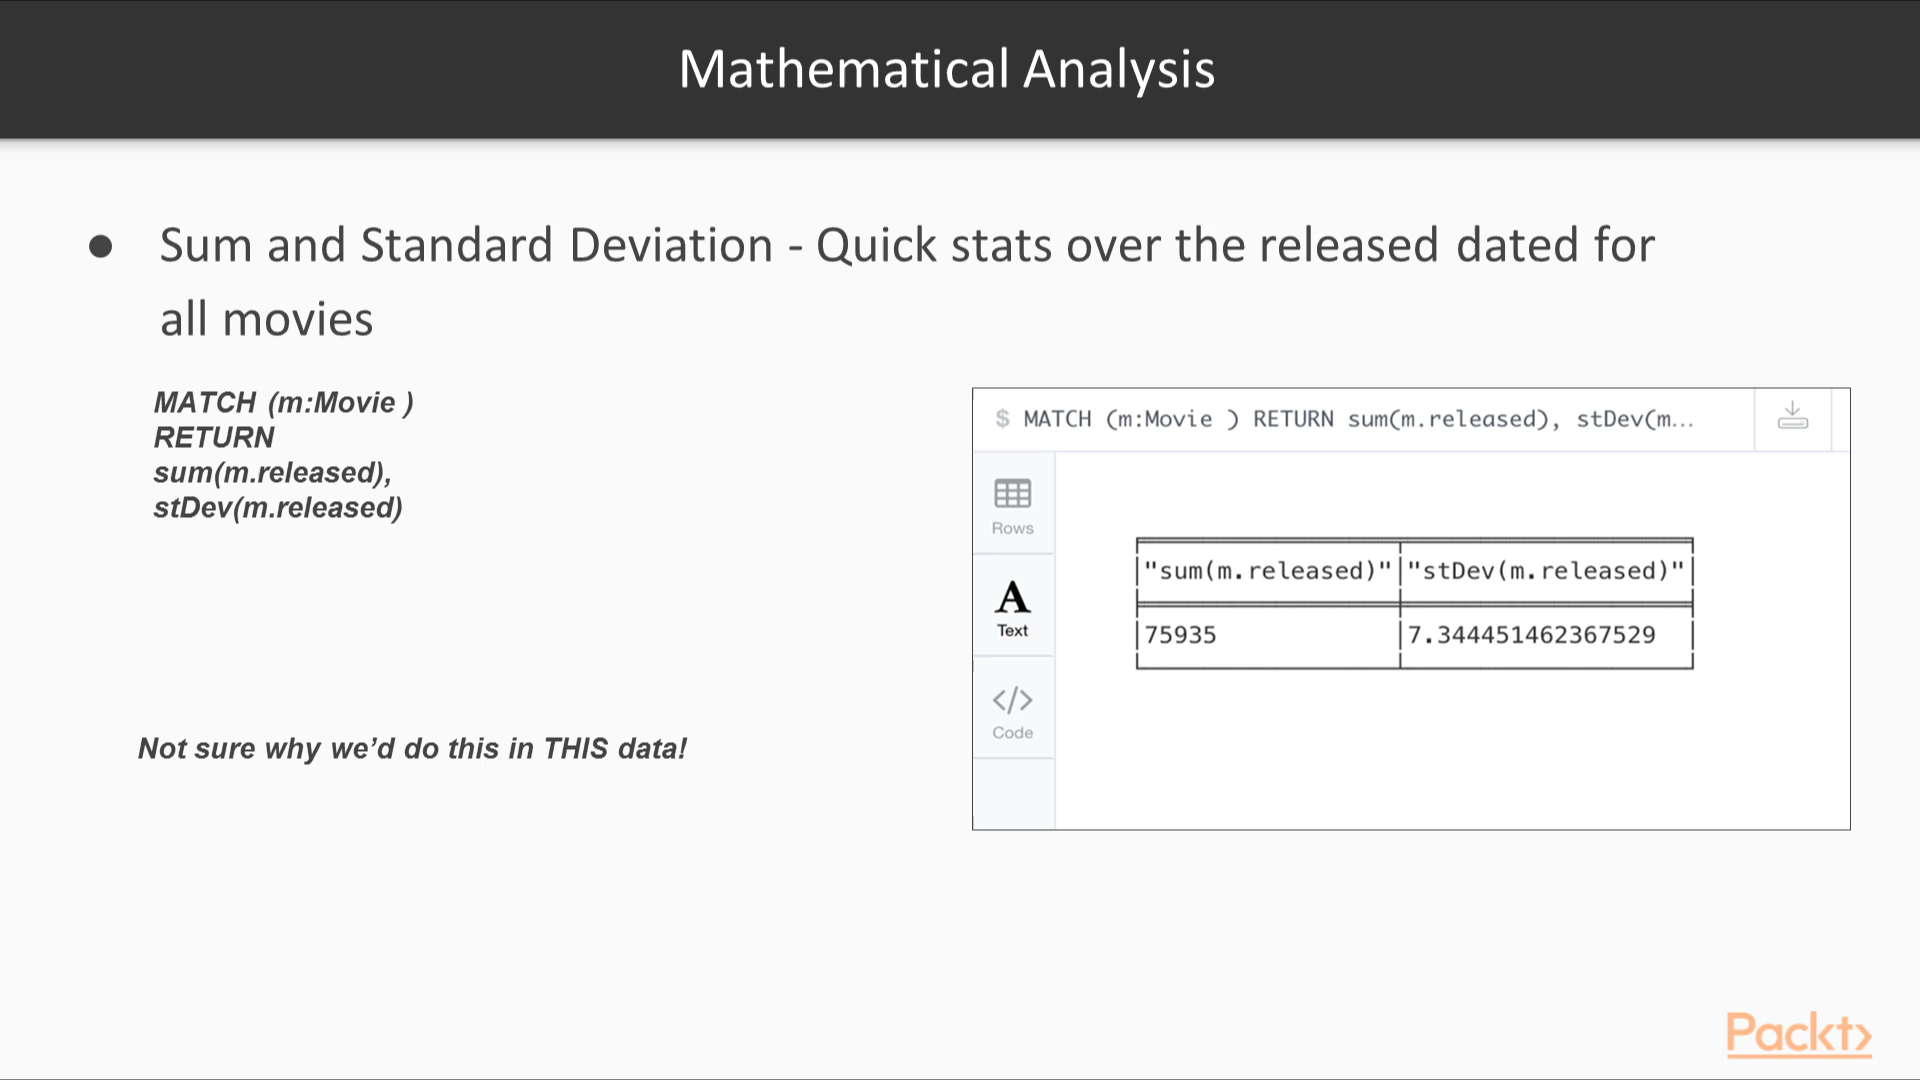 Mathematical Analysis
● Sum and Standard Deviation - Quick stats over the released dated for
all movies
MATCH (m:Movie )
RETURN
sum(m.released),
stDev(m.released)
Not sure why we’d do this in THIS data!
$ MATCH (m:Movie ) RETURN sum(m.released), stDev(m…
Rows
A
Text
</>
Code
"sum(m.released)" "stDev(m.released)"
75935 7.344451462367529
Packt>